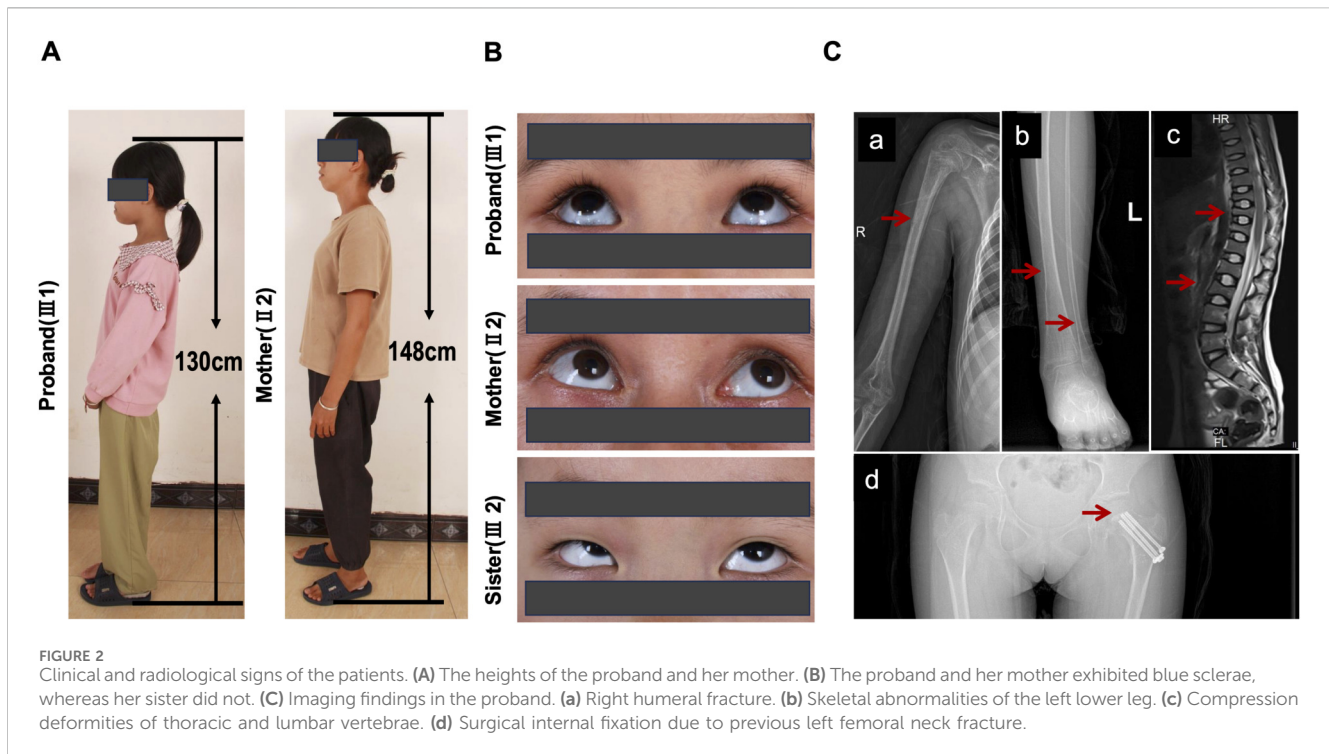 A
B
C
Proband(Ⅲ1)
130cm
Mother(Ⅱ2)
148cm
Proband(Ⅲ1)
Mother(Ⅱ2)
Sister(Ⅲ2)
a
R
b
L
c
HR
CA
FL
d
FIGURE 2
Clinical and radiological signs of the patients. (A) The heights of the proband and her mother. (B) The proband and her mother exhibited blue sclerae,
whereas her sister did not. (C) Imaging findings in the proband. (a) Right humeral fracture. (b) Skeletal abnormalities of the left lower leg. (c) Compression
deformities of thoracic and lumbar vertebrae. (d) Surgical internal fixation due to previous left femoral neck fracture.